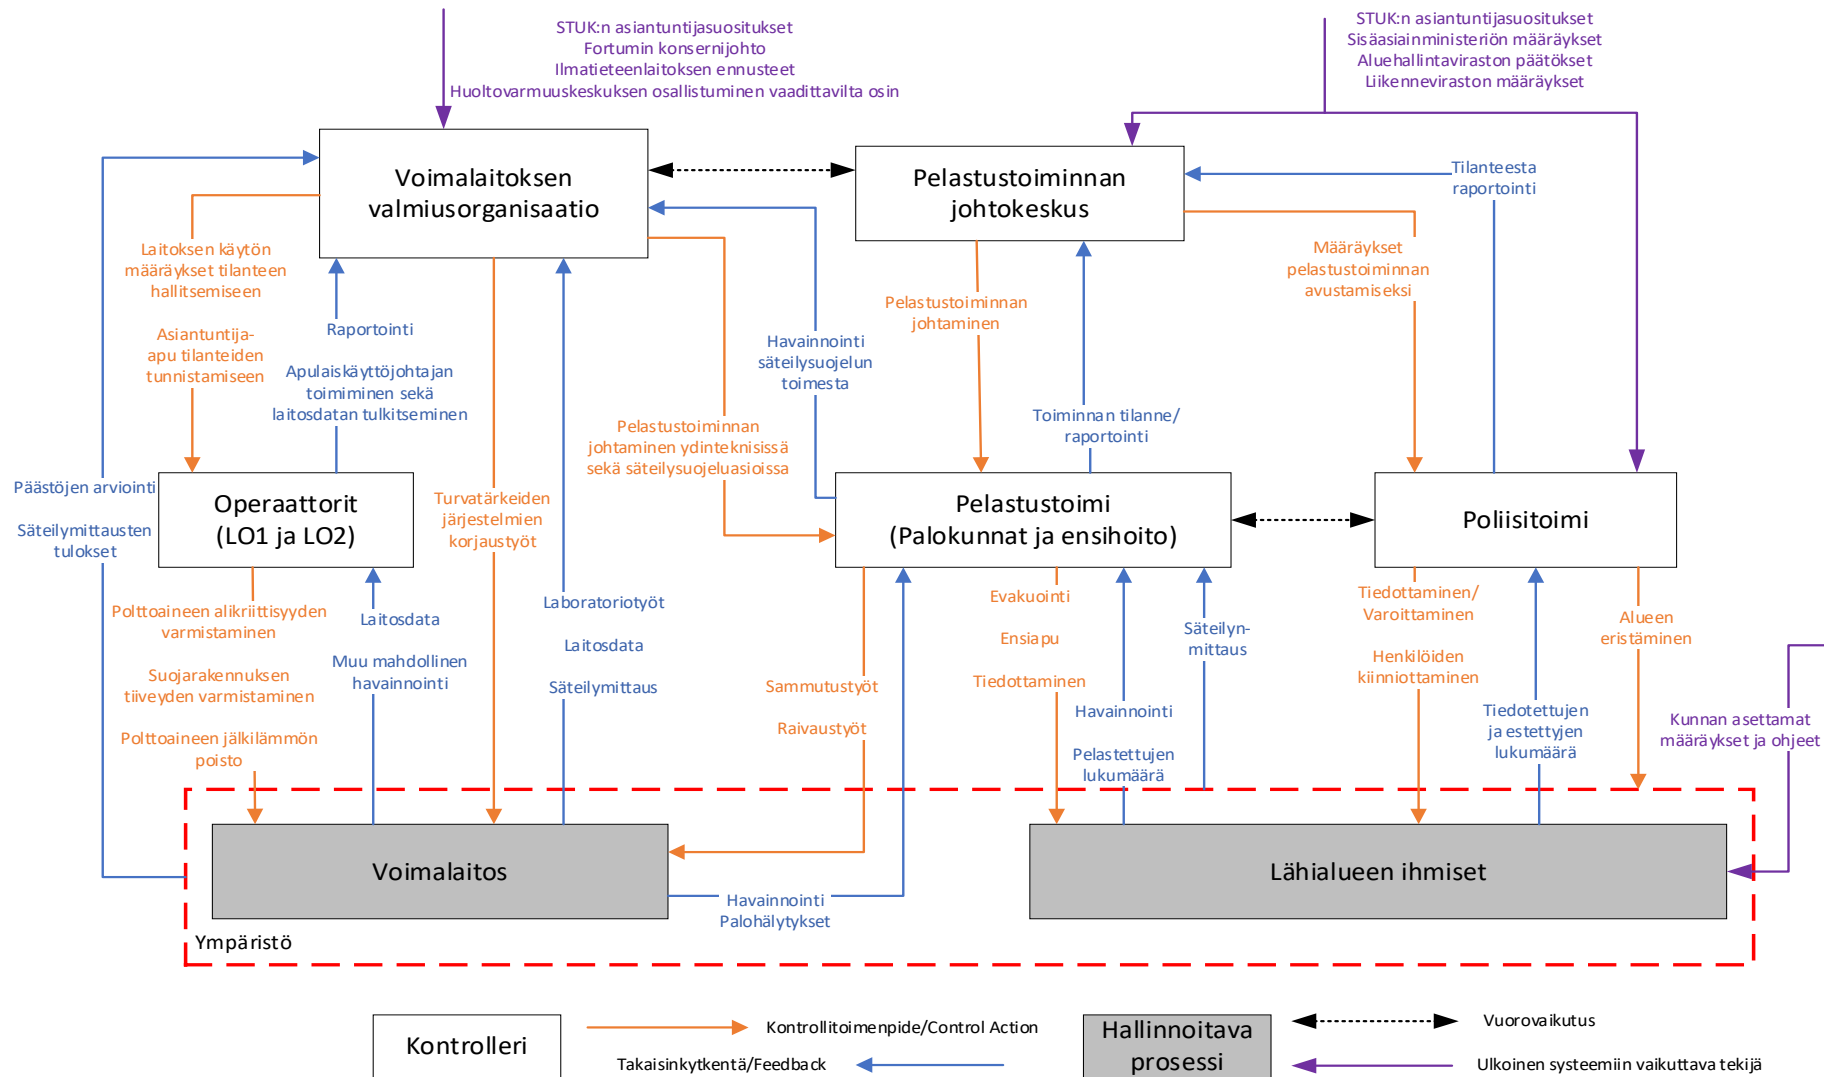 STUK:n asiantuntijasuositukset
Fortumin konsernijohto
Ilmatieteenlaitoksen ennusteet
Huoltovarmuuskeskuksen osallistuminen vaadittavilta osin
STUK:n asiantuntijasuositukset
Sisäasiainministeriön määräykset
Aluehallintaviraston päätökset
Liikenneviraston määräykset
Voimalaitoksen
valmiusorganisaatio
Pelastustoiminnan
johtokeskus
Tilanteesta
raportointi
Laitoksen käytön
määräykset tilanteen
hallitsemiseen
Asiantuntija-
apu tilanteiden
tunnistamiseen
Raportointi
Apulaiskäyttöjohtajan
toimiminen sekä
laitosdatan tulkitseminen
Havainnointi
säteilysuojelun
toimesta
Pelastustoiminnan
johtaminen
Määräykset
pelastustoiminnan
avustamiseksi
Pelastustoiminnan
johtaminen ydinteknisissä
sekä säteilysuojeluasioissa
Toiminnan tilanne/
raportointi
Päästöjen arviointi
Säteilymittausten
tulokset
Operaattorit
(LO1 ja LO2)
Turvatärkeiden
järjestelmien
korjaustyöt
Pelastustoimi
(Palokunnat ja ensihoito)
Poliisitoimi
Polttoaineen alikriittisyyden
varmistaminen
Suojarakennuksen
tiiveyden varmistaminen
Polttoaineen jälkilämmön
poisto
Laitosdata
Muu mahdollinen
havainnointi
Laboratoriotyöt
Laitosdata
Säteilymittaus
Sammutustyöt
Raivaustyöt
Evakuointi
Ensiapu
Tiedottaminen
Havainnointi
Pelastettujen
lukumäärä
Säteilyn-
mittaus
Tiedottaminen/
Varoittaminen
Henkilöiden
kiinniottaminen
Tiedotettujen
ja estettyjen
lukumäärä
Alueen
eristäminen
Kunnan asettamat
määräykset ja ohjeet
Voimalaitos
Havainnointi
Palohälytykset
Lähialueen ihmiset
Ympäristö
Kontrolleri
Kontrollitoimenpide/Control Action
Takaisinkytkentä/Feedback
Hallinnoitava
prosessi
Vuorovaikutus
Ulkoinen systeemiin vaikuttava tekijä